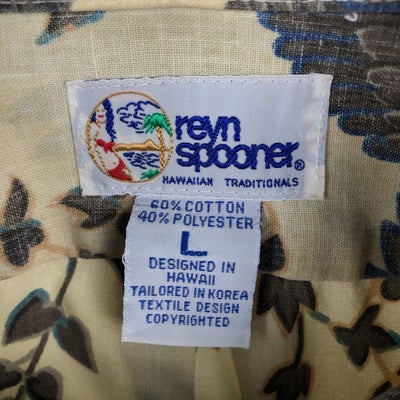 reyn
spooner®
HAWAIIAN TRADITIONALS
60% COTTON
40% POLYESTER
L
DESIGNED IN
HAWAII
TAILORED IN KOREA
TEXTILE DESIGN
COPYRIGHTED